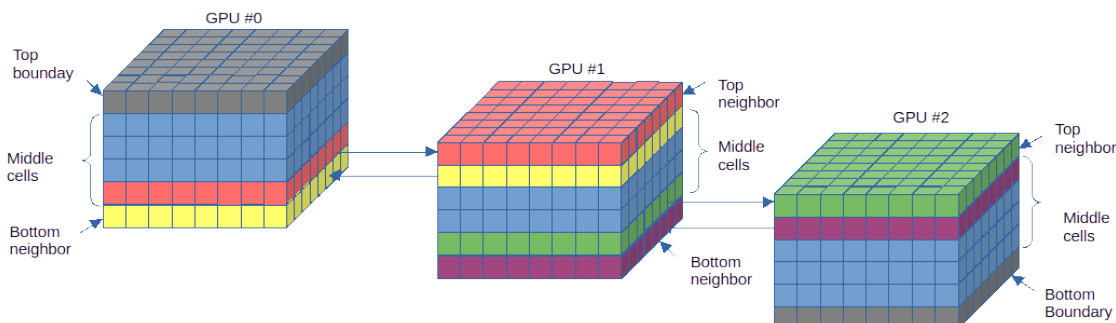 GPU #0
Top
bounday
Middle
cells
Bottom
neighbor
GPU #1
Top
neighbor
Middle
cells
Bottom
neighbor
GPU #2
Top
neighbor
Middle
cells
Bottom
Boundary